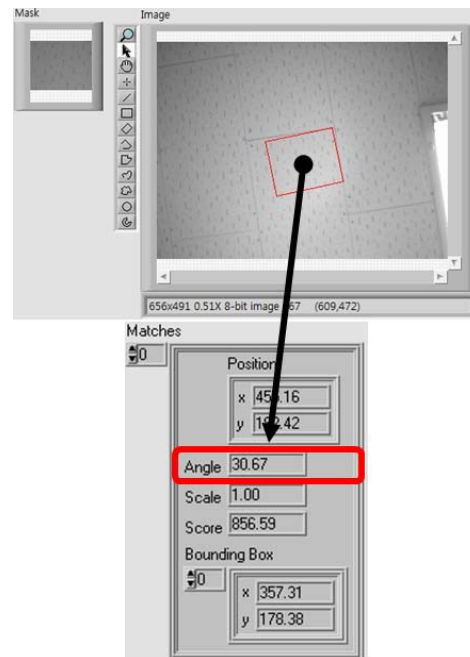 Mask
Image
656x491 0.51X 8-bit image 67 (609,472)
Matches
0
Position
x
y
Angle 30.67
Scale 1.00
Score 856.59
Bounding Box
0
x 357.31
y 178.38